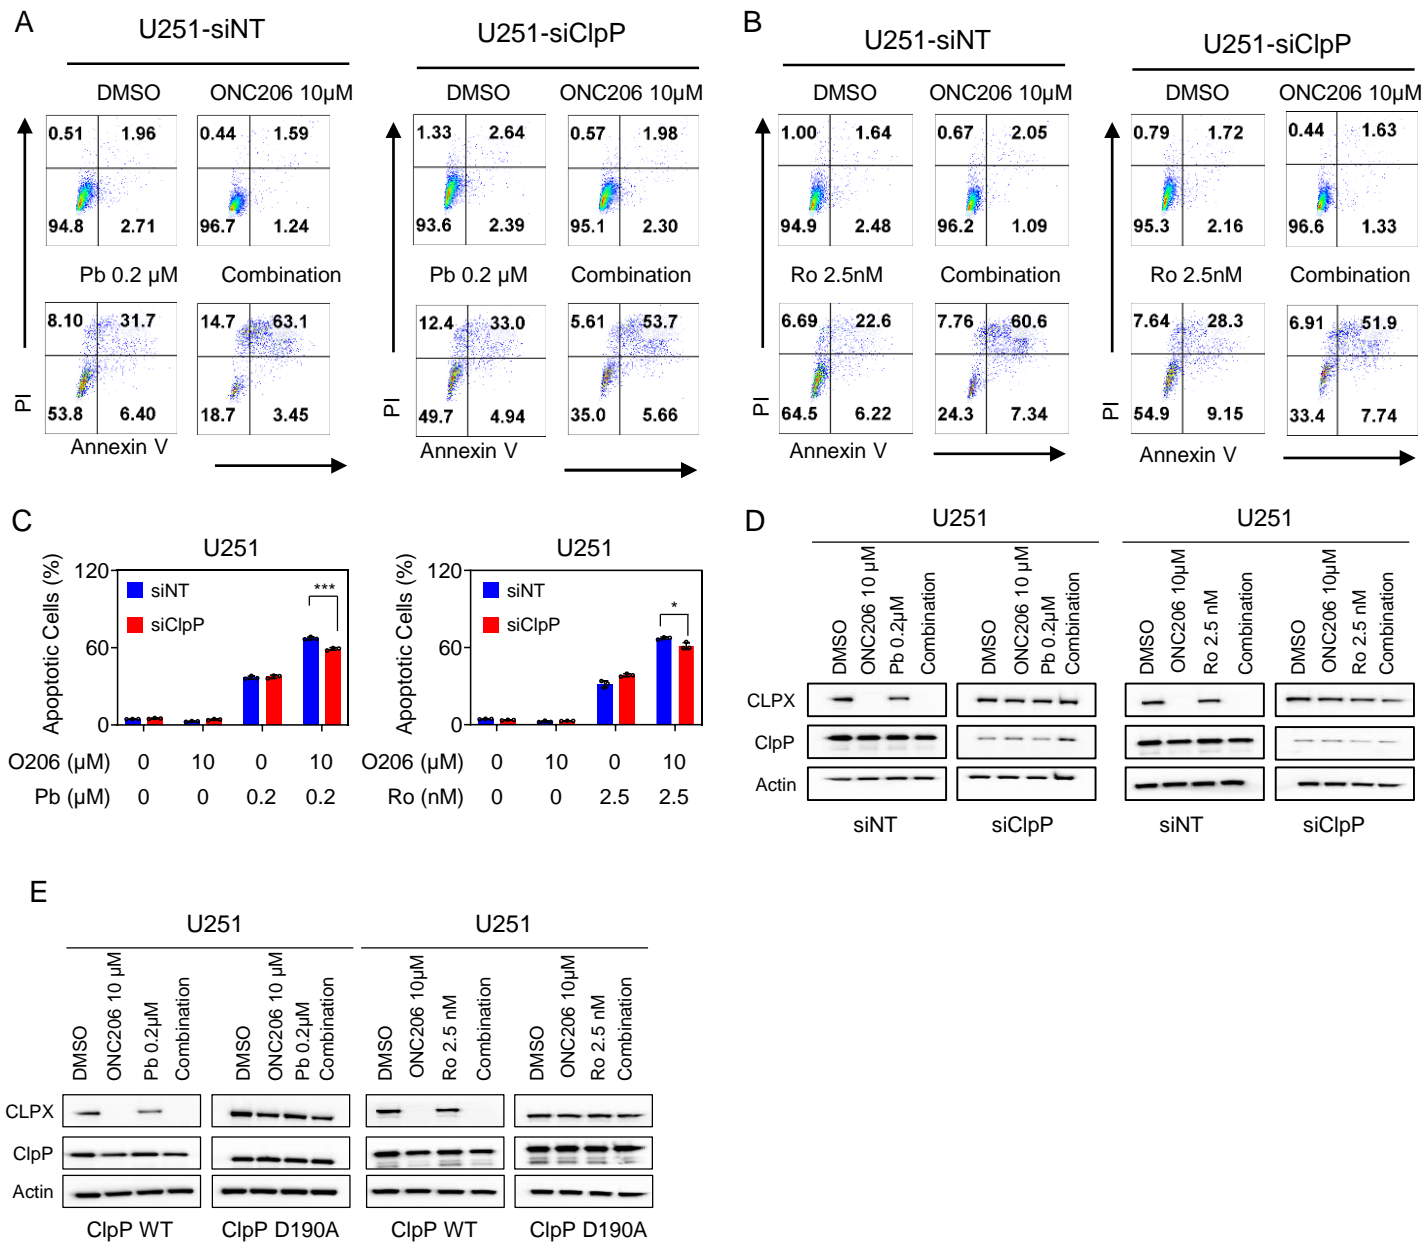 A
U251-siNT
U251-siClpP
DMSO
ONC206 10µM
DMSO
ONC206 10µM
0.51
1.96
0.44
1.59
1.33
2.64
0.57
1.98
94.8
2.71
96.7
1.24
93.6
2.39
95.1
2.30
Pb 0.2 µM
Combination
Pb 0.2 µM
Combination
8.10
31.7
14.7
63.1
12.4
33.0
5.61
53.7
53.8
6.40
18.7
3.45
49.7
4.94
35.0
5.66
PI
PI
Annexin V
Annexin V
B
U251-siNT
U251-siClpP
DMSO
ONC206 10µM
DMSO
ONC206 10µM
1.00
1.64
0.67
2.05
0.79
1.72
0.44
1.63
94.9
2.48
96.2
1.09
95.3
2.16
96.6
1.33
Ro 2.5nM
Combination
Ro 2.5nM
Combination
6.69
22.6
7.76
60.6
7.64
28.3
6.91
51.9
64.5
6.22
24.3
7.34
54.9
9.15
33.4
7.74
PI
PI
Annexin V
Annexin V
C
U251
Apoptotic Cells (%)
120
60
0
siNT
siClpP
***
O206 (µM) 0 10 0 10
Pb (µM) 0 0 0.2 0.2
U251
Apoptotic Cells (%)
120
60
0
siNT
siClpP
*
O206 (µM) 0 10 0 10
Ro (nM) 0 0 2.5 2.5
D
U251
U251
DMSO
ONC206 10 µM
Pb 0.2µM
Combination
DMSO
ONC206 10 µM
Pb 0.2µM
Combination
DMSO
ONC206 10µM
Ro 2.5 nM
Combination
DMSO
ONC206 10µM
Ro 2.5 nM
Combination
CLPX
ClpP
Actin
siNT
siClpP
siNT
siClpP
E
U251
U251
DMSO
ONC206 10 µM
Pb 0.2µM
Combination
DMSO
ONC206 10 µM
Pb 0.2µM
Combination
DMSO
ONC206 10µM
Ro 2.5 nM
Combination
DMSO
ONC206 10µM
Ro 2.5 nM
Combination
CLPX
ClpP
Actin
ClpP WT
ClpP D190A
ClpP WT
ClpP D190A